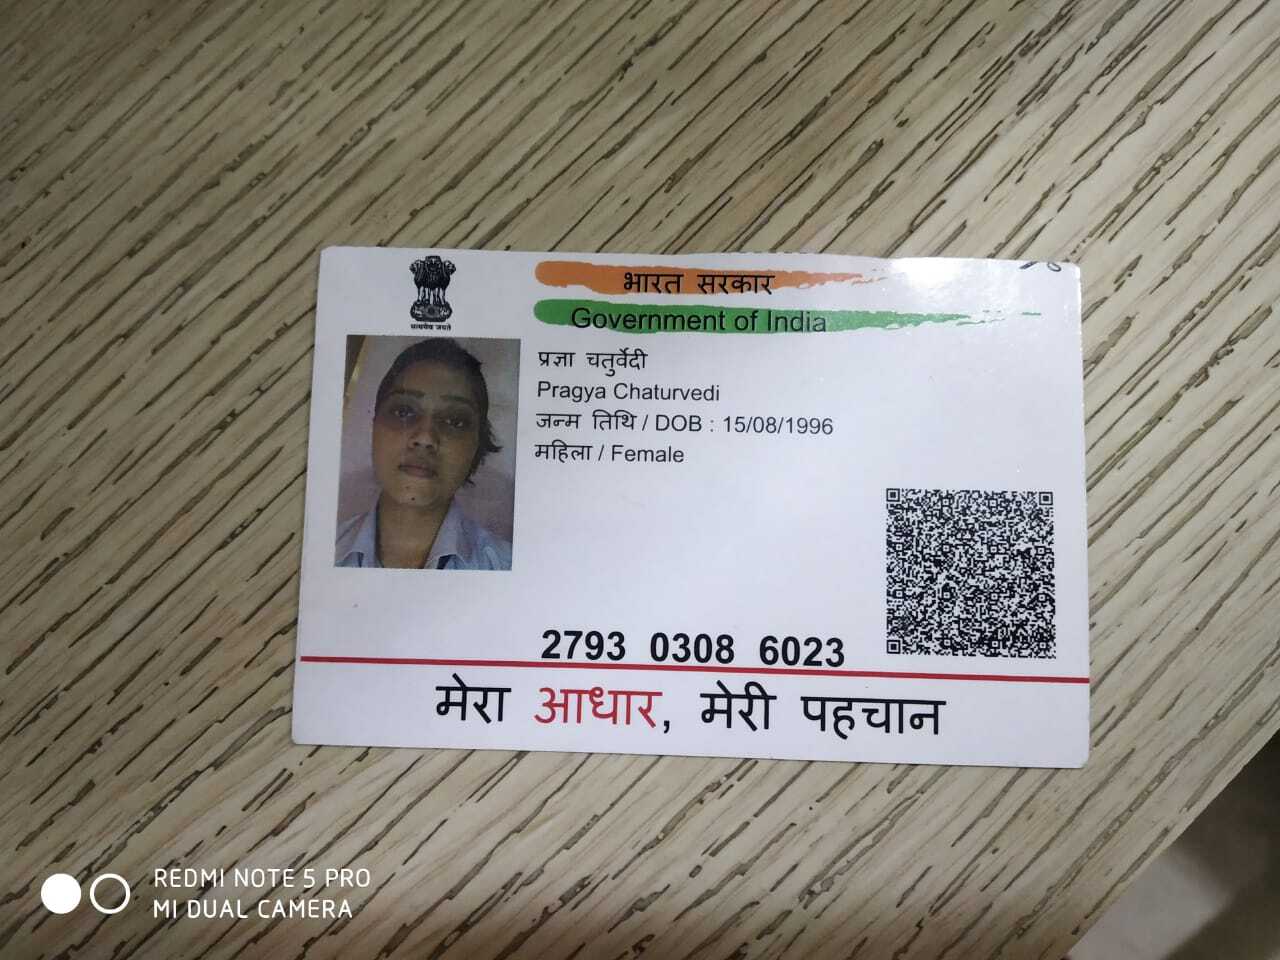 सत्यमेव जयते
भारत सरकार
Government of India
प्रज्ञा चतुर्वेदी
Pragya Chaturvedi
जन्म तिथि / DOB : 15/08/1996
महिला / Female
2793 0308 6023
मेरा आधार, मेरी पहचान
REDMI NOTE 5 PRO
MI DUAL CAMERA